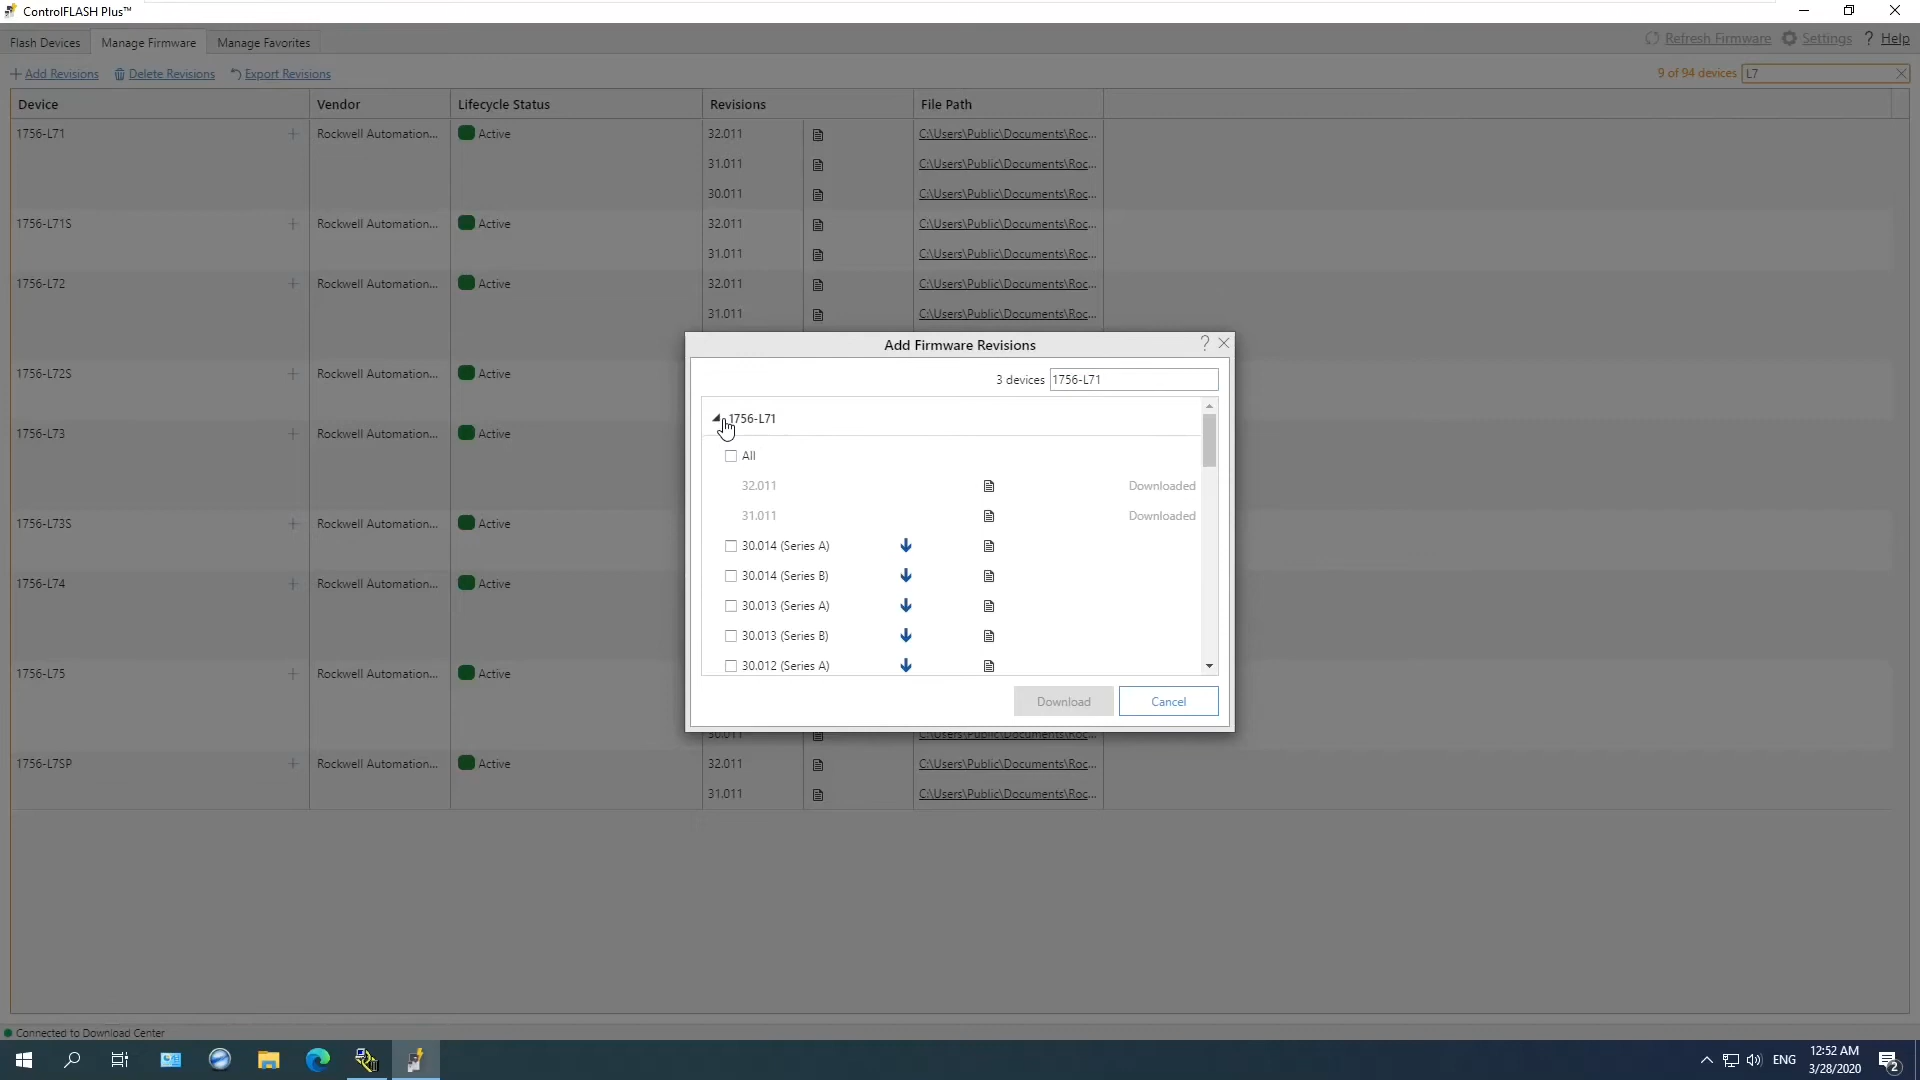 ControlFLASH Plus™
Flash Devices Manage Firmware Manage Favorites Refresh Firmware Settings ? Help
Add Revisions Delete Revisions Export Revisions 9 of 94 devices L7
Device Vendor Lifecycle Status Revisions File Path
1756-L71 Rockwell Automation... Active 32.011 C:\Users\Public\Documents\Roc...
31.011 C:\Users\Public\Documents\Roc...
30.011 C:\Users\Public\Documents\Roc...
1756-L71S Rockwell Automation... Active 32.011 C:\Users\Public\Documents\Roc...
31.011 C:\Users\Public\Documents\Roc...
1756-L72 Rockwell Automation... Active 32.011 C:\Users\Public\Documents\Roc...
31.011 C:\Users\Public\Documents\Roc...
1756-L72S Rockwell Automation... Active
1756-L73 Rockwell Automation... Active
1756-L73S Rockwell Automation... Active
1756-L74 Rockwell Automation... Active
1756-L75 Rockwell Automation... Active
30.011 C:\Users\Public\Documents\Roc...
1756-L7SP Rockwell Automation... Active 32.011 C:\Users\Public\Documents\Roc...
31.011 C:\Users\Public\Documents\Roc...
Add Firmware Revisions ?
3 devices 1756-L71
1756-L71
All
32.011 Downloaded
31.011 Downloaded
30.014 (Series A)
30.014 (Series B)
30.013 (Series A)
30.013 (Series B)
30.012 (Series A)
Download Cancel
Connected to Download Center
ENG 12:52 AM
3/28/2020 2